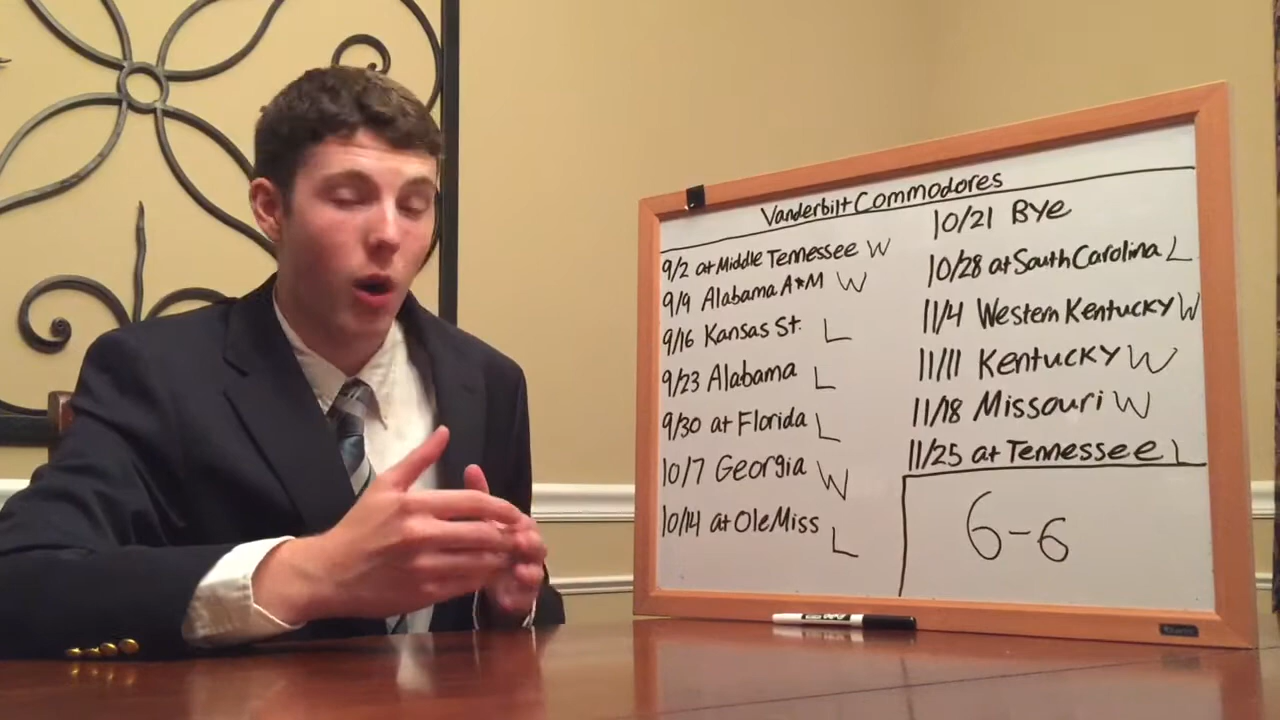 Vanderbilt Commodores
9/2 at Middle Tennessee W
9/9 Alabama A&M W
9/16 Kansas St. L
9/23 Alabama L
9/30 at Florida L
10/7 Georgia W
10/14 at Ole Miss L
10/21 Bye
10/28 at South Carolina L
11/4 Western Kentucky W
11/11 Kentucky W
11/18 Missouri W
11/25 at Tennessee L
6-6